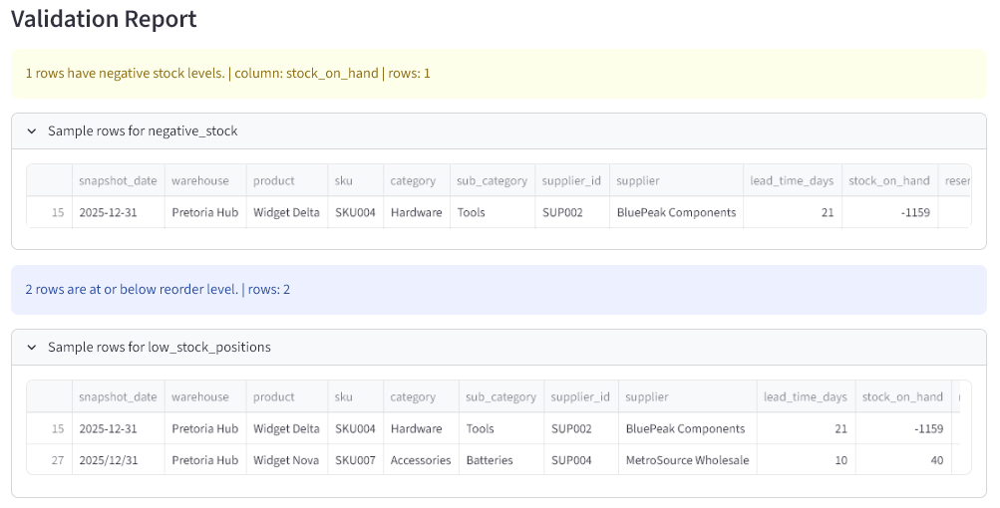 Validation Report
1 rows have negative stock levels. | column: stock_on_hand | rows: 1
Sample rows for negative_stock
snapshot_date warehouse product sku category sub_category supplier_id supplier lead_time_days stock_on_hand reser
15 2025-12-31 Pretoria Hub Widget Delta SKU004 Hardware Tools SUP002 BluePeak Components 21 -1159
2 rows are at or below reorder level. | rows: 2
Sample rows for low_stock_positions
snapshot_date warehouse product sku category sub_category supplier_id supplier lead_time_days stock_on_hand
15 2025-12-31 Pretoria Hub Widget Delta SKU004 Hardware Tools SUP002 BluePeak Components 21 -1159
27 2025/12/31 Pretoria Hub Widget Nova SKU007 Accessories Batteries SUP004 MetroSource Wholesale 10 40